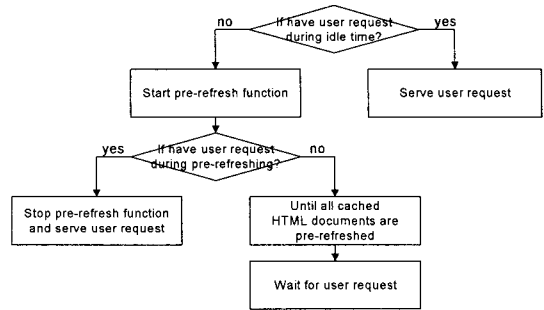 no
If have user request
during idle time?
yes
Start pre-refresh function
Serve user request
yes
If have user request
during pre-refreshing?
no
Stop pre-refresh function
and serve user request
Until all cached
HTML documents are
pre-refreshed
Wait for user request